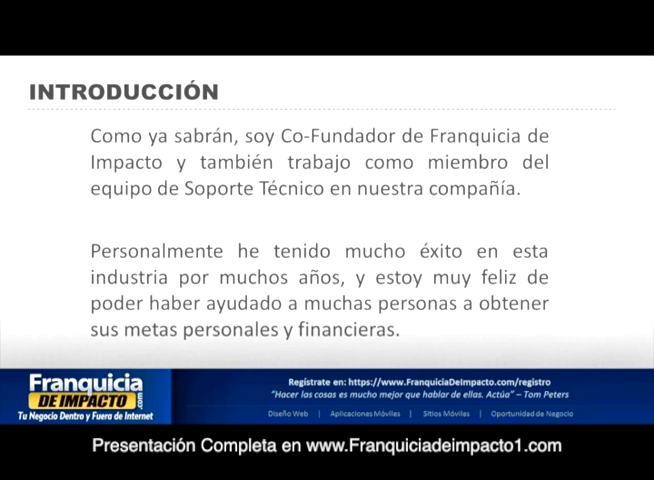 INTRODUCCIÓN
Como ya sabrán, soy Co-Fundador de Franquicia de
Impacto y también trabajo como miembro del
equipo de Soporte Técnico en nuestra compañía.
Personalmente he tenido mucho éxito en esta
industria por muchos años, y estoy muy feliz de
poder haber ayudado a muchas personas a obtener
sus metas personales y financieras.
Franquicia
DE IMPACTO.com
Tu Negocio Dentro y Fuera de Internet
Regístrate en: https://www.FranquiciaDeImpacto.com/registro
"Hacer las cosas es mucho mejor que hablar de ellas. Actúa" – Tom Peters
Diseño Web | Aplicaciones Móviles | Sitios Móviles | Oportunidad de Negocio
Presentación Completa en www.Franquiciadeimpacto1.com